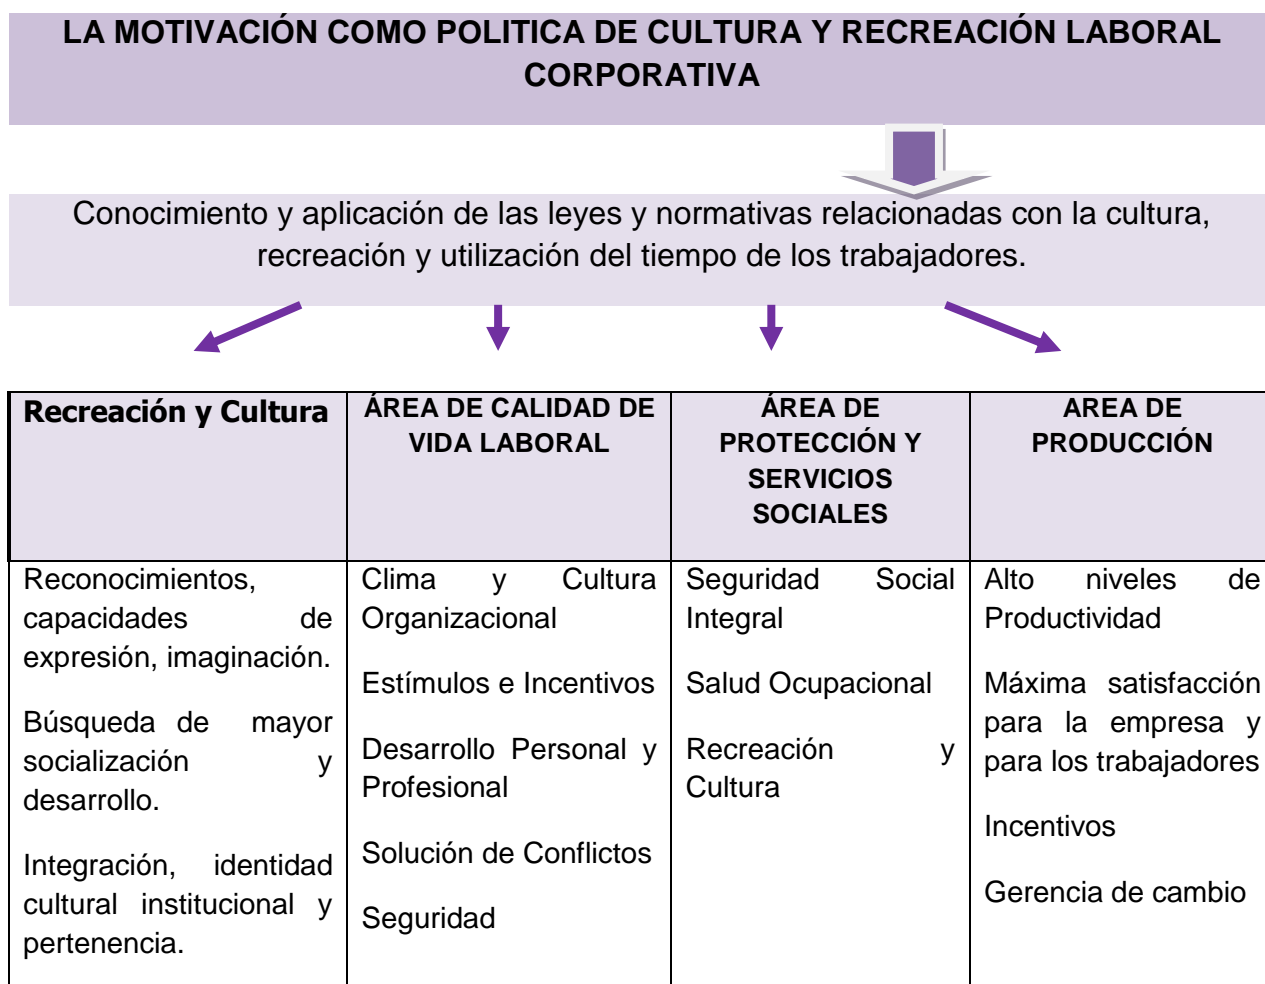 LA MOTIVACIÓN COMO POLITICA DE CULTURA Y RECREACIÓN LABORAL
CORPORATIVA
Conocimiento y aplicación de las leyes y normativas relacionadas con la cultura,
recreación y utilización del tiempo de los trabajadores.
Recreación y Cultura
ÁREA DE CALIDAD DE
VIDA LABORAL
ÁREA DE
PROTECCIÓN Y
SERVICIOS
SOCIALES
AREA DE
PRODUCCIÓN
Reconocimientos,
capacidades de
expresión, imaginación.
Búsqueda de mayor
socialización y
desarrollo.
Integración, identidad
cultural institucional y
pertenencia.
Clima y Cultura
Organizacional
Estímulos e Incentivos
Desarrollo Personal y
Profesional
Solución de Conflictos
Seguridad
Seguridad Social
Integral
Salud Ocupacional
Recreación y
Cultura
Alto niveles de
Productividad
Máxima satisfacción
para la empresa y
para los trabajadores
Incentivos
Gerencia de cambio